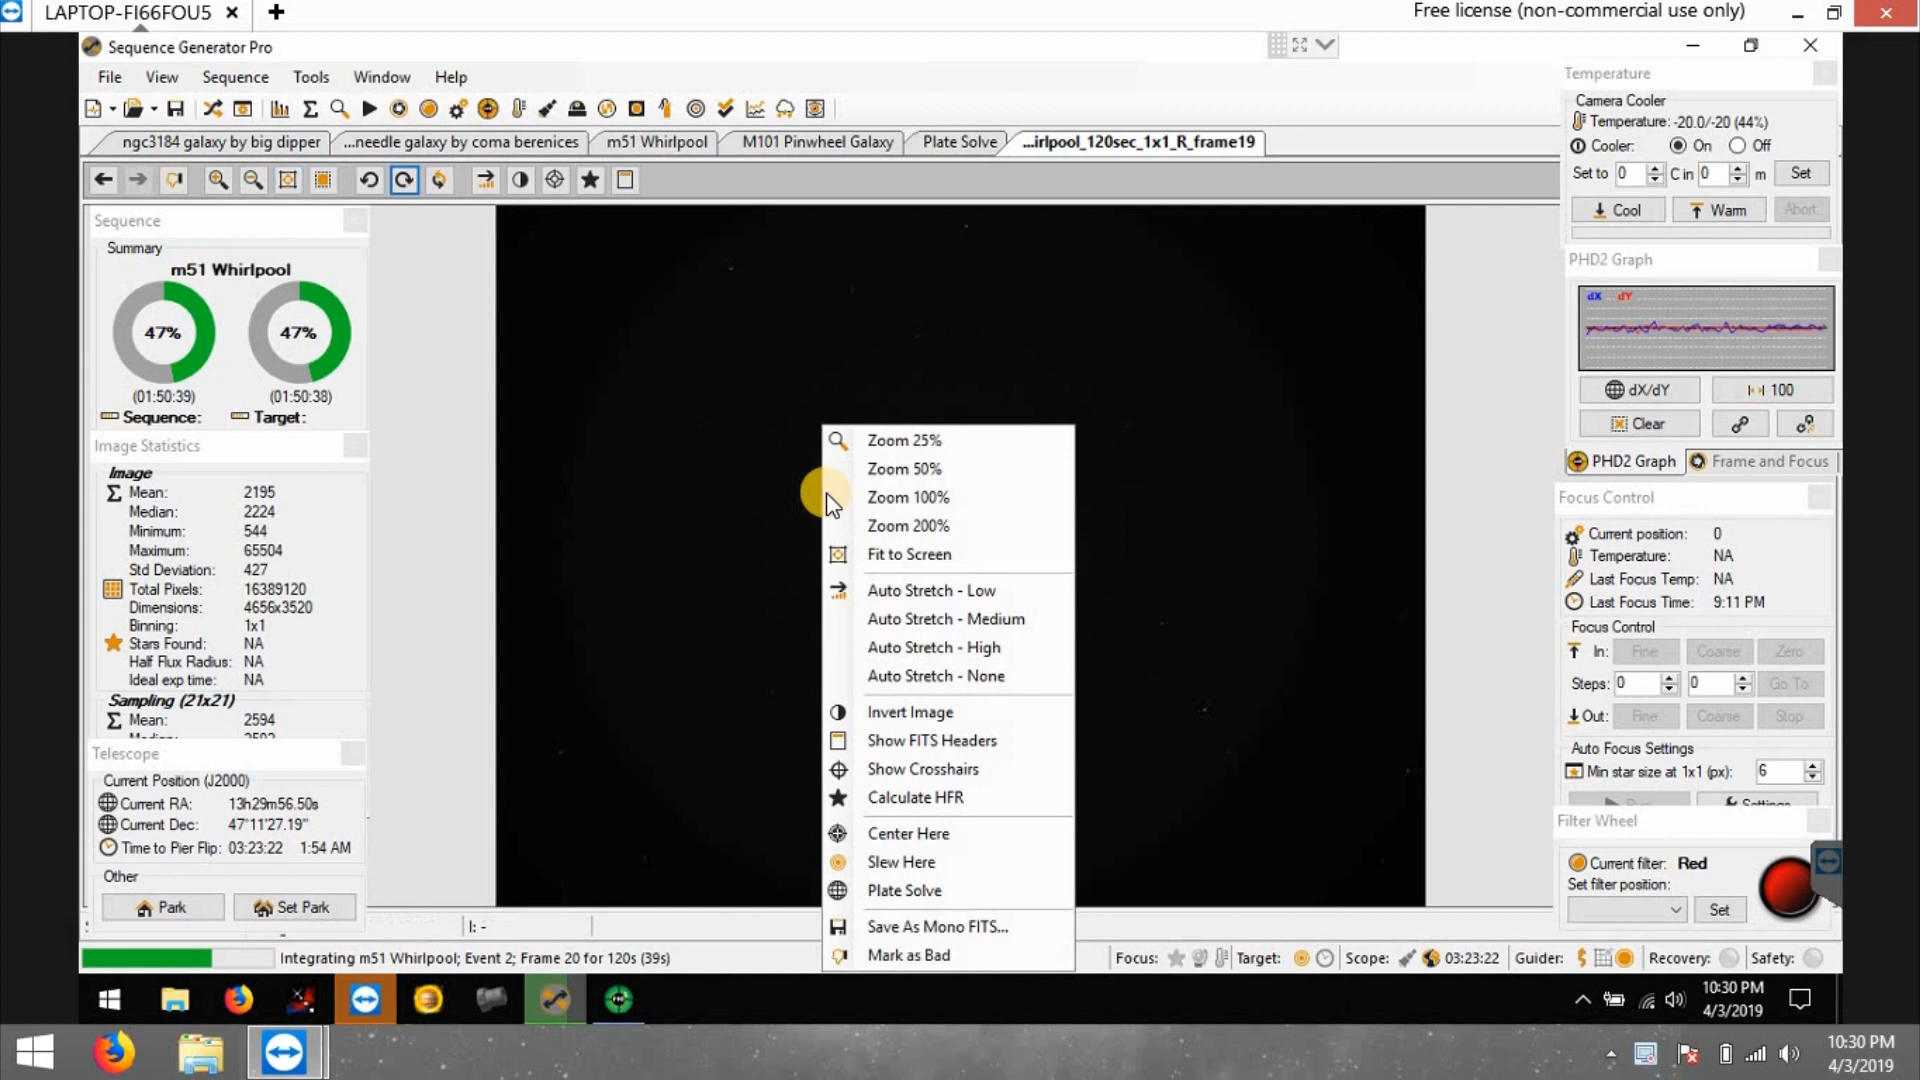 LAPTOP-FI66FOU5
Free license (non-commercial use only)
Sequence Generator Pro
File View Sequence Tools Window Help
ngc3184 galaxy by big dipper
...needle galaxy by coma berenices
m51 Whirlpool
M101 Pinwheel Galaxy
Plate Solve
...irlpool_120sec_1x1_R_frame19
Sequence
Summary
m51 Whirlpool
47% 47%
(01:50:39) (01:50:38)
Sequence: Target:
Image Statistics
Image
Mean: 2195
Median: 2224
Minimum: 544
Maximum: 65504
Std Deviation: 427
Total Pixels: 16389120
Dimensions: 4656x3520
Binning: 1x1
Stars Found: NA
Half Flux Radius: NA
Ideal exp time: NA
Sampling (21x21)
Mean: 2594
Telescope
Current Position (J2000)
Current RA: 13h29m56.50s
Current Dec: 47°11'27.19"
Time to Pier Flip: 03:23:22 1:54 AM
Other
Park Set Park
Zoom 25%
Zoom 50%
Zoom 100%
Zoom 200%
Fit to Screen
Auto Stretch - Low
Auto Stretch - Medium
Auto Stretch - High
Auto Stretch - None
Invert Image
Show FITS Headers
Show Crosshairs
Calculate HFR
Center Here
Slew Here
Plate Solve
Save As Mono FITS...
Mark as Bad
I: -
Temperature
Camera Cooler
Temperature: -20.0/-20 (44%)
Cooler: On Off
Set to 0 C in 0 m Set
Cool Warm Abort
PHD2 Graph
dX dY
dX/dY 100
Clear
PHD2 Graph Frame and Focus
Focus Control
Current position: 0
Temperature: NA
Last Focus Temp: NA
Last Focus Time: 9:11 PM
Focus Control
In: Fine Coarse Zero
Steps: 0 0 Go To
Out: Fine Coarse Stop
Auto Focus Settings
Min star size at 1x1 (px): 6
Settings
Filter Wheel
Current filter: Red
Set filter position:
Set
Integrating m51 Whirlpool; Event 2; Frame 20 for 120s (39s)
Focus: Target: Scope: 03:23:22 Guider: Recovery: Safety:
10:30 PM
4/3/2019
10:30 PM
4/3/2019